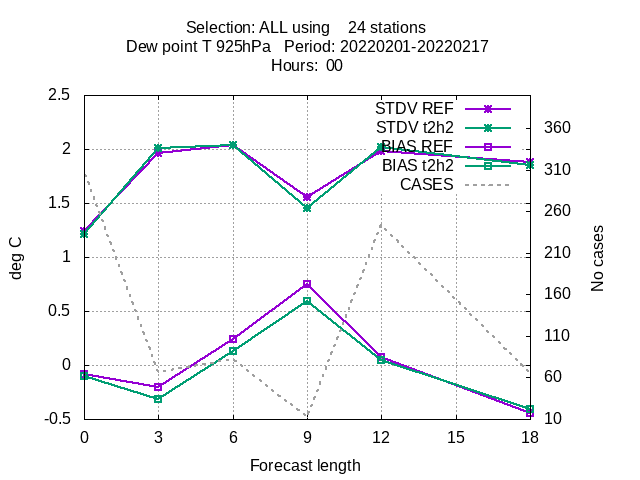 Selection: ALL using 24 stations
Dew point T 925hPa Period: 20220201-20220217
Hours: 00
STDV REF
STDV t2h2
BIAS REF
BIAS t2h2
CASES
deg C
2.5
2
1.5
1
0.5
0
-0.5
360
310
260
210
160
110
60
10
No cases
0 3 6 9 12 15 18
Forecast length